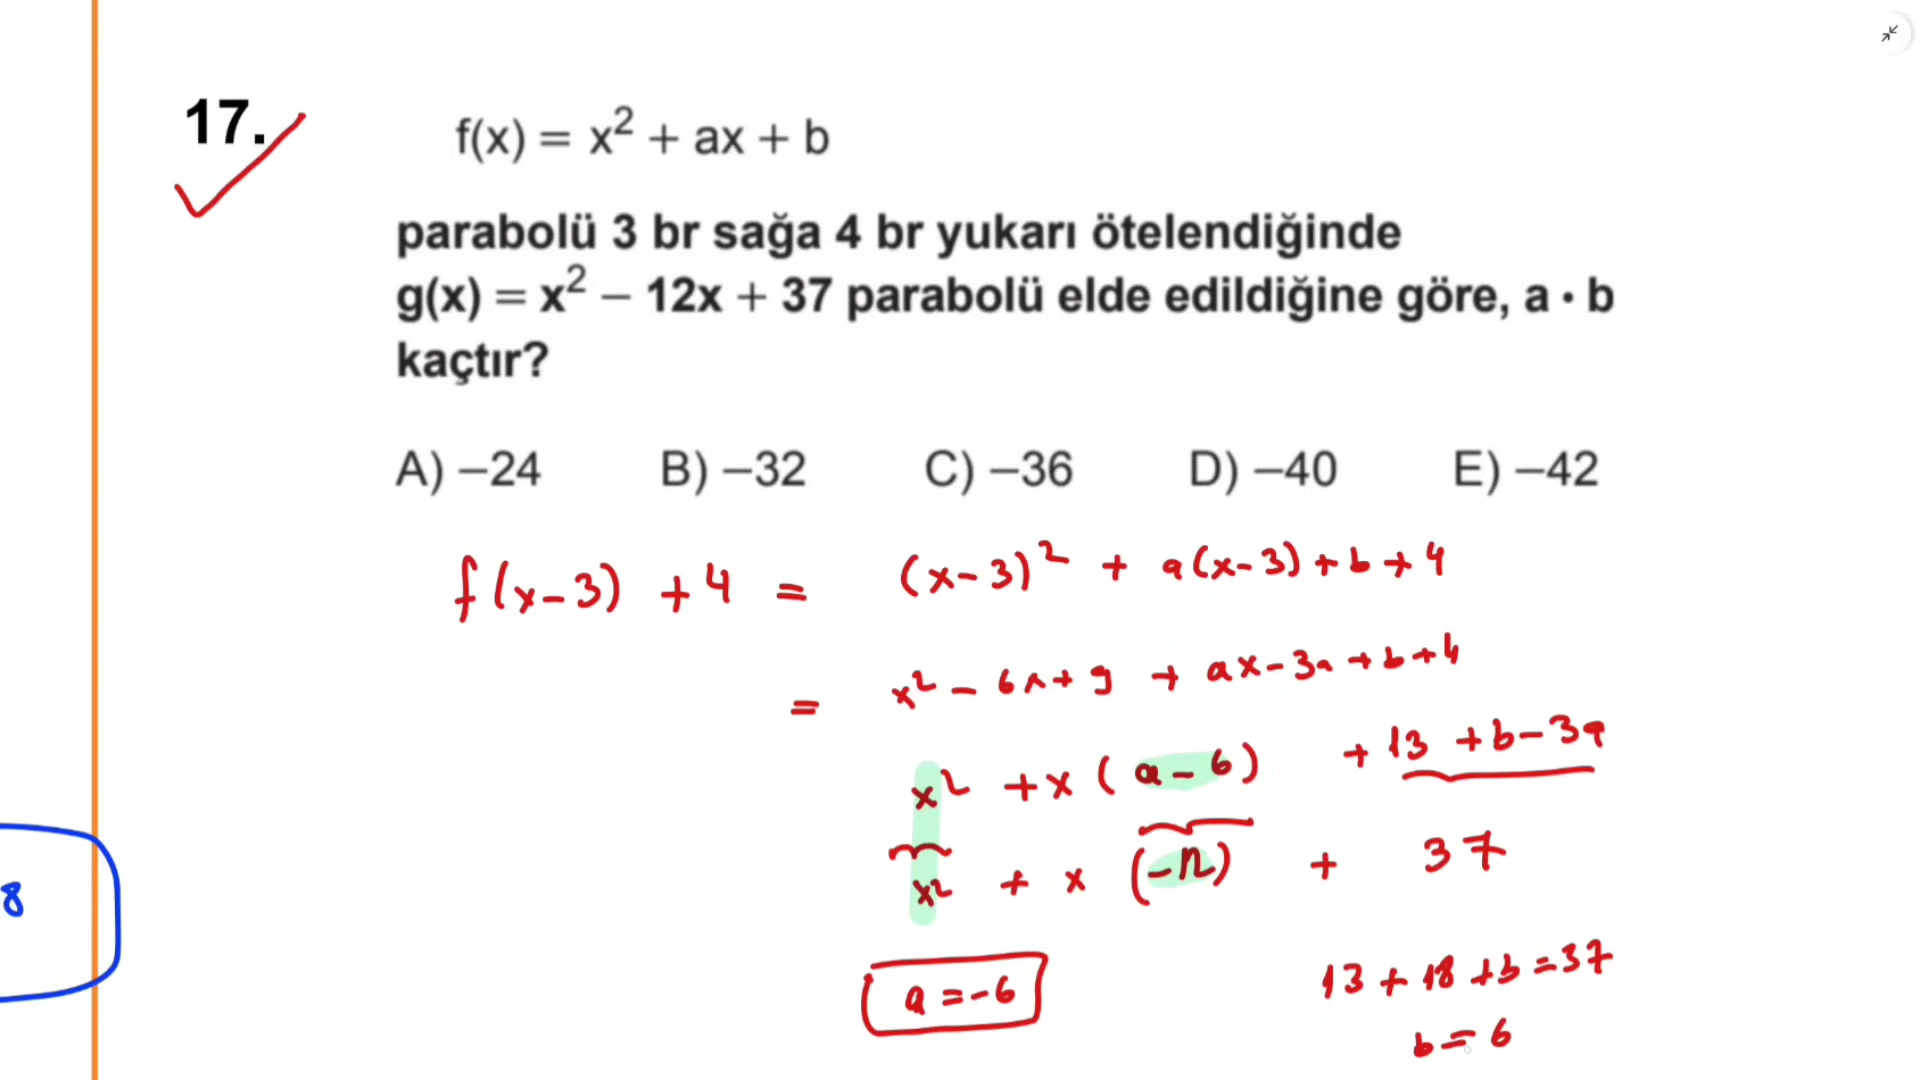 17.
f(x) = x² + ax + b
parabolü 3 br sağa 4 br yukarı ötelendiğinde
g(x) = x² – 12x + 37 parabolü elde edildiğine göre, a · b
kaçtır?
A) –24 B) –32 C) –36 D) –40 E) –42
f(x-3) +4 = (x-3)² + a(x-3) + b + 4
= x² - 6x + 9 + ax - 3a + b + 4
x² + x (a - 6) + 13 + b - 3a
x² + x (-12) + 37
a = -6
13 + 18 + b = 37
b = 6
8